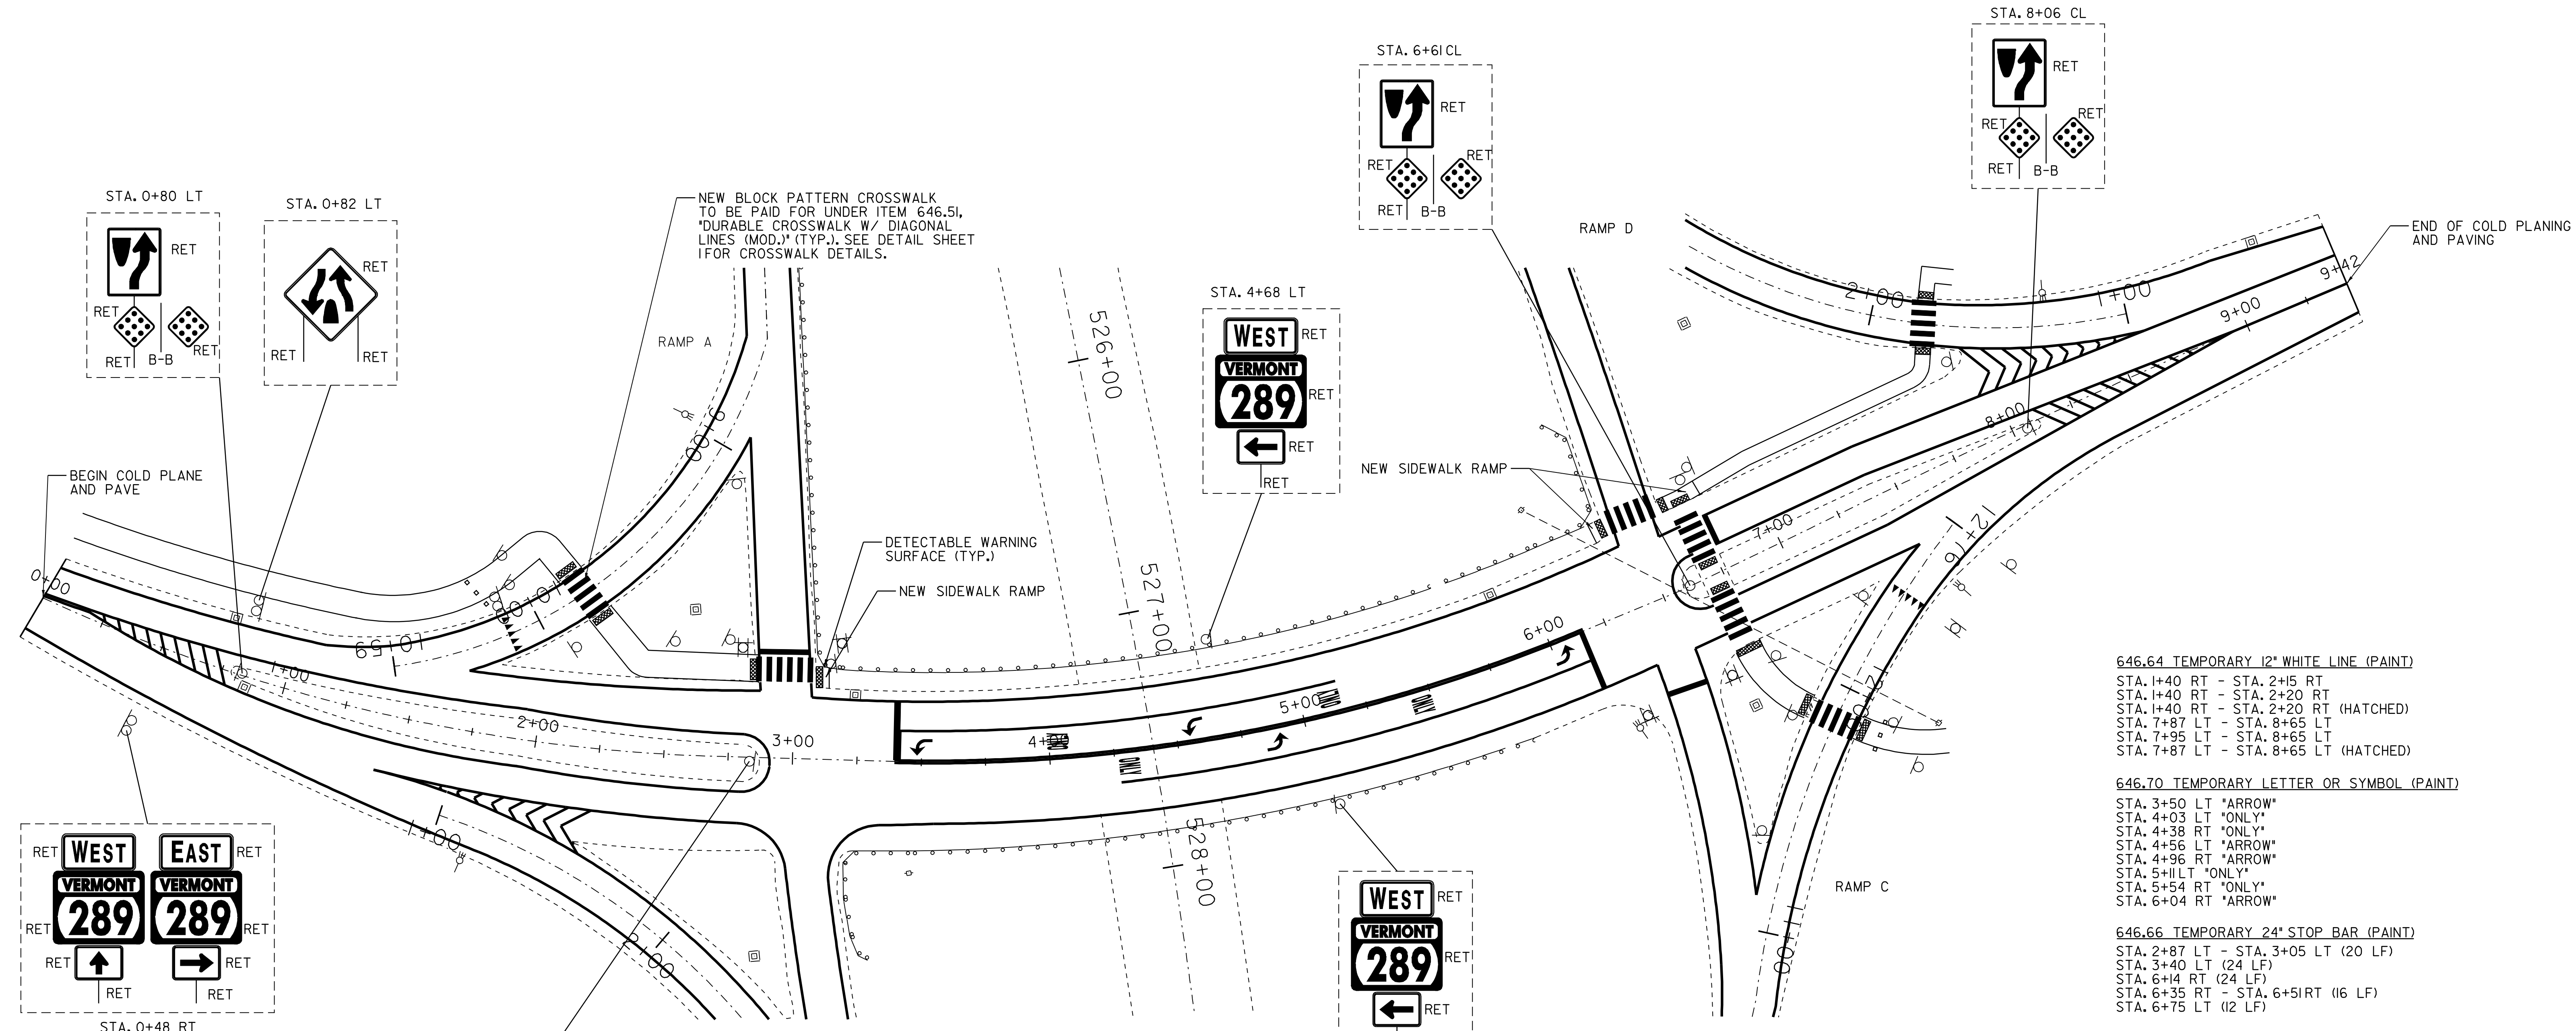 STA. 8+06 CL
RET
RET
RET
RET
B-B
STA. 6+61 CL
RET
RET
RET
RET
B-B
STA. 0+80 LT
RET
RET
RET
RET
B-B
STA. 0+82 LT
RET
RET
RET
NEW BLOCK PATTERN CROSSWALK
TO BE PAID FOR UNDER ITEM 646.51,
"DURABLE CROSSWALK W/ DIAGONAL
LINES (MOD.)" (TYP.). SEE DETAIL SHEET
1 FOR CROSSWALK DETAILS.
RAMP D
END OF COLD PLANING
AND PAVING
9+42
9+00
8+00
7+00
2+00
1+00
STA. 4+68 LT
WEST RET
VERMONT
289 RET
RET
RET
526+00
527+00
528+00
RAMP A
BEGIN COLD PLANE
AND PAVE
NEW SIDEWALK RAMP
DETECTABLE WARNING
SURFACE (TYP.)
NEW SIDEWALK RAMP
0+00
10+59
1+00
2+00
3+00
4+00
5+00
6+00
ONLY
ONLY
ONLY
ONLY
12+16
1+00
2+00
RAMP C
RET WEST EAST RET
VERMONT VERMONT
RET 289 289 RET
RET RET
RET RET
STA. 0+48 RT
WEST RET
VERMONT
289 RET
RET
646.64 TEMPORARY 12" WHITE LINE (PAINT)
STA. 1+40 RT - STA. 2+15 RT
STA. 1+40 RT - STA. 2+20 RT
STA. 1+40 RT - STA. 2+20 RT (HATCHED)
STA. 7+87 LT - STA. 8+65 LT
STA. 7+95 LT - STA. 8+65 LT
STA. 7+87 LT - STA. 8+65 LT (HATCHED)
646.70 TEMPORARY LETTER OR SYMBOL (PAINT)
STA. 3+50 LT "ARROW"
STA. 4+03 LT "ONLY"
STA. 4+38 RT "ONLY"
STA. 4+56 LT "ARROW"
STA. 4+96 RT "ARROW"
STA. 5+11 LT "ONLY"
STA. 5+54 RT "ONLY"
STA. 6+04 RT "ARROW"
646.66 TEMPORARY 24" STOP BAR (PAINT)
STA. 2+87 LT - STA. 3+05 LT (20 LF)
STA. 3+40 LT (24 LF)
STA. 6+14 RT (24 LF)
STA. 6+35 RT - STA. 6+51 RT (16 LF)
STA. 6+75 LT (12 LF)